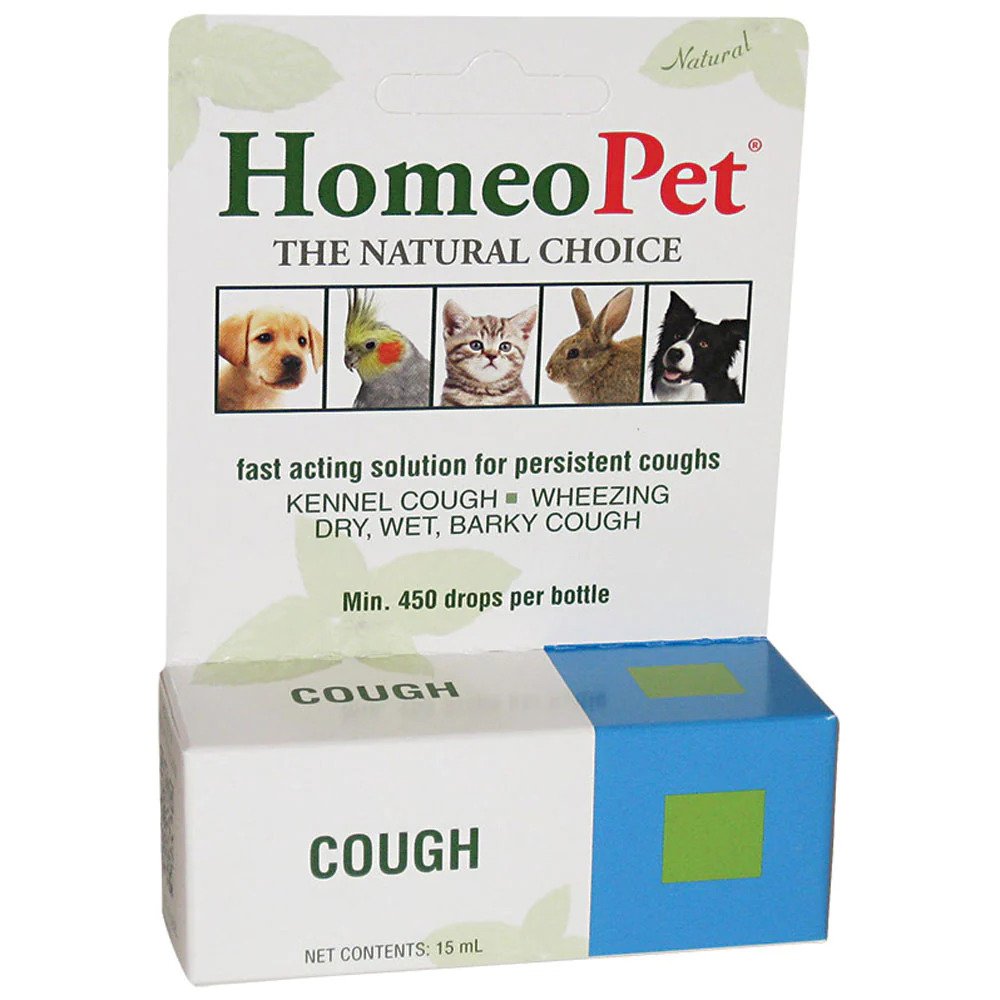 Natural
HomeoPet®
THE NATURAL CHOICE
fast acting solution for persistent coughs
KENNEL COUGH ▪ WHEEZING
DRY, WET, BARKY COUGH
Min. 450 drops per bottle
COUGH
COUGH
NET CONTENTS: 15 mL